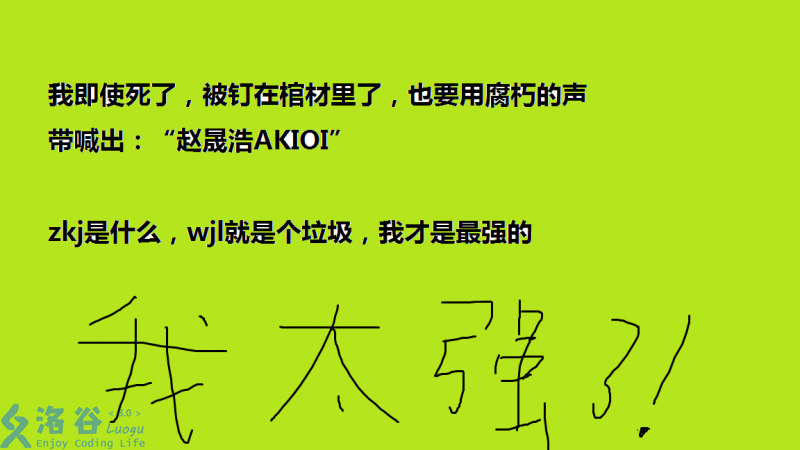 我即使死了，被钉在棺材里了，也要用腐朽的声
带喊出：“赵晟浩AKIOI”
zkj是什么，wjl就是个垃圾，我才是最强的
我太强了!
洛谷 <3.0> Luogu
Enjoy Coding Life